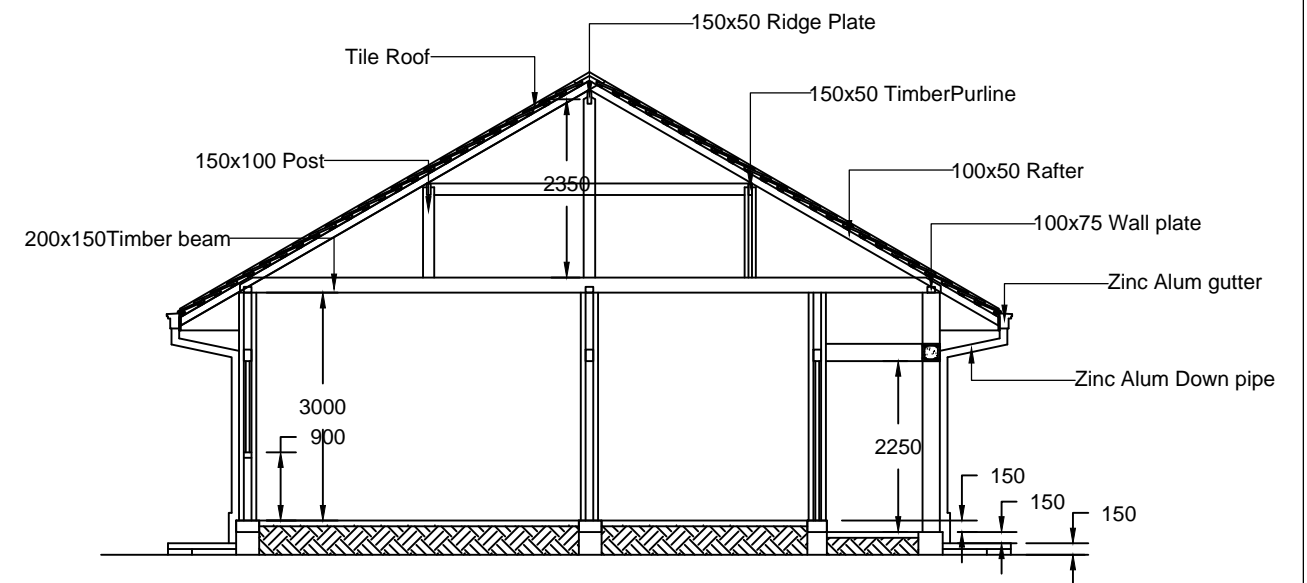 150x50 Ridge Plate
Tile Roof
150x50 TimberPurline
150x100 Post
2350
100x50 Rafter
100x75 Wall plate
200x150Timber beam
Zinc Alum gutter
Zinc Alum Down pipe
3000
900
2250
150
150
150